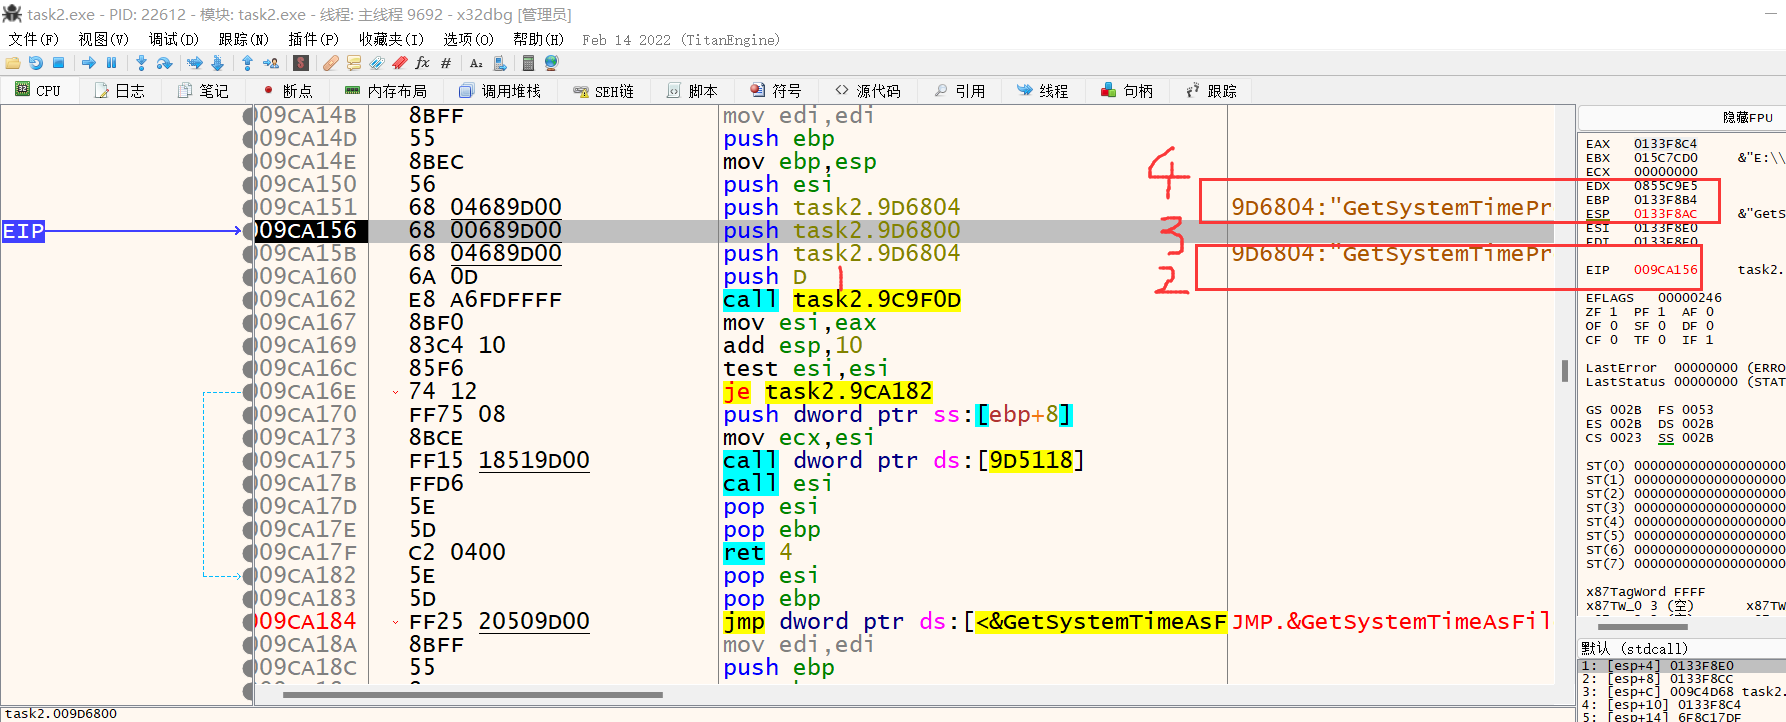 task2.exe - PID: 22612 - 模块: task2.exe - 线程: 主线程 9692 - x32dbg [管理员]
文件(F) 视图(V) 调试(D) 跟踪(N) 插件(P) 收藏夹(I) 选项(O) 帮助(H) Feb 14 2022 (TitanEngine)
CPU 日志 笔记 断点 内存布局 调用堆栈 SEH链 脚本 符号 源代码 引用 线程 句柄 跟踪
009CA14B 8BFF mov edi,edi
009CA14D 55 push ebp
009CA14E 8BEC mov ebp,esp
009CA150 56 push esi
009CA151 68 04689D00 push task2.9D6804 9D6804:"GetSystemTimePr
EIP 009CA156 68 00689D00 push task2.9D6800
009CA15B 68 04689D00 push task2.9D6804 9D6804:"GetSystemTimePr
009CA160 6A 0D push D
009CA162 E8 A6FDFFFF call task2.9C9F0D
009CA167 8BF0 mov esi,eax
009CA169 83C4 10 add esp,10
009CA16C 85F6 test esi,esi
009CA16E 74 12 je task2.9CA182
009CA170 FF75 08 push dword ptr ss:[ebp+8]
009CA173 8BCE mov ecx,esi
009CA175 FF15 18519D00 call dword ptr ds:[9D5118]
009CA17B FFD6 call esi
009CA17D 5E pop esi
009CA17E 5D pop ebp
009CA17F C2 0400 ret 4
009CA182 5E pop esi
009CA183 5D pop ebp
009CA184 FF25 20509D00 jmp dword ptr ds:[<&GetSystemTimeAsF JMP.&GetSystemTimeAsFil
009CA18A 8BFF mov edi,edi
009CA18C 55 push ebp
4
3
2
1
隐藏FPU
EAX 0133F8C4
EBX 015C7CD0 &"E:\\
ECX 00000000
EDX 0855C9E5
EBP 0133F8B4
ESP 0133F8AC &"GetS
ESI 0133F8E0
EDI 0133F8E0
EIP 009CA156 task2.
EFLAGS 00000246
ZF 1 PF 1 AF 0
OF 0 SF 0 DF 0
CF 0 TF 0 IF 1
LastError 00000000 (ERRO
LastStatus 00000000 (STAT
GS 002B FS 0053
ES 002B DS 002B
CS 0023 SS 002B
ST(0) 00000000000000000000
ST(1) 00000000000000000000
ST(2) 00000000000000000000
ST(3) 00000000000000000000
ST(4) 00000000000000000000
ST(5) 00000000000000000000
ST(6) 00000000000000000000
ST(7) 00000000000000000000
x87TagWord FFFF
x87TW_0 3 (空) x87TW
默认 (stdcall)
1: [esp+4] 0133F8E0
2: [esp+8] 0133F8CC
3: [esp+C] 009C4D68 task2.
4: [esp+10] 0133F8C4
5: [esp+14] 6F8C17DF
task2.009D6800